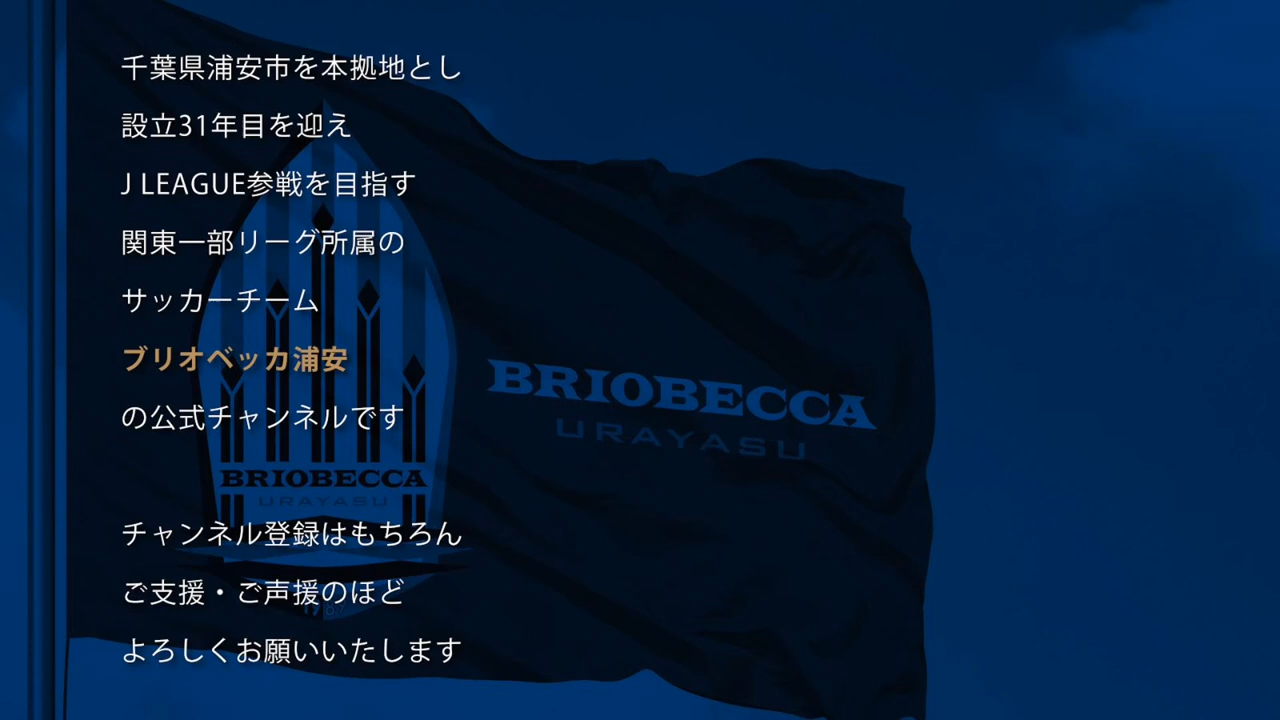 千葉県浦安市を本拠地とし
設立31年目を迎え
J LEAGUE参戦を目指す
関東一部リーグ所属の
サッカーチーム
ブリオベッカ浦安
の公式チャンネルです
チャンネル登録はもちろん
ご支援・ご声援のほど
よろしくお願いいたします
BRIOBECCA
URAYASU
BRIOBECCA
URAYASU